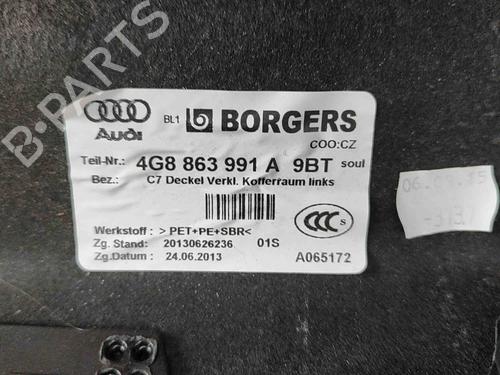 B-PARTS
Audi
BL1 BORGERS
COO:CZ
Teil-Nr.: 4G8 863 991 A 9BT soul
Bez.: C7 Deckel Verkl. Kofferraum links
Werkstoff : > PET+PE+SBR<
Zg. Stand: 20130626236 01S
Zg.Datum : 24.06.2013
CCC S
A065172